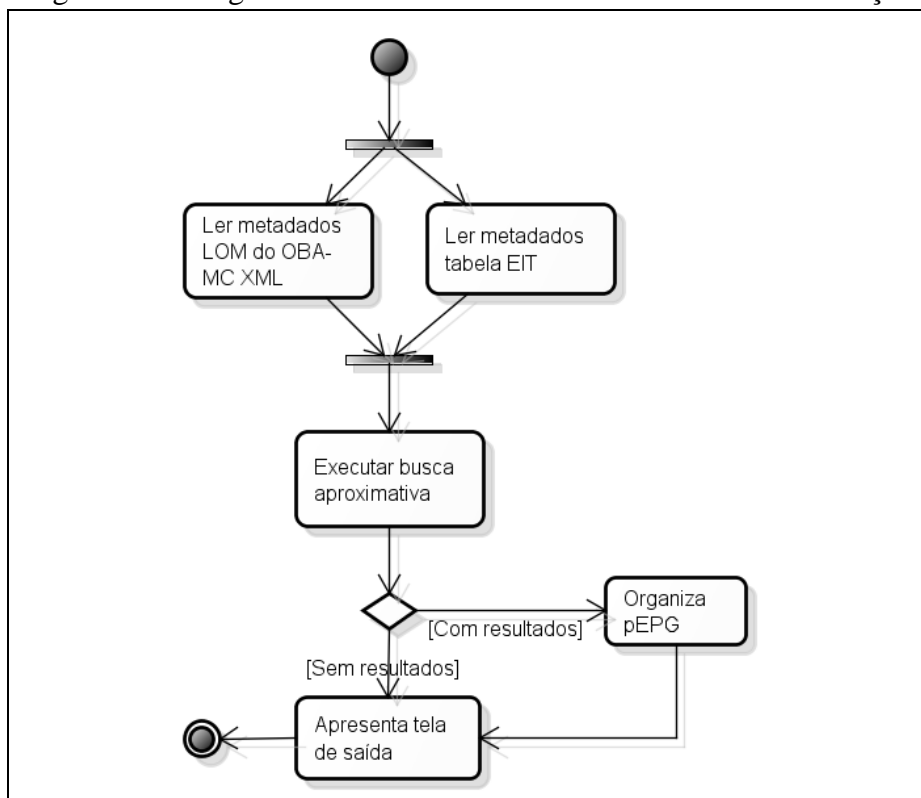 Ler metadados
LOM do OBA-
MC XML
Ler metadados
tabela EIT
Executar busca
aproximativa
[Com resultados]
Organiza
pEPG
[Sem resultados]
Apresenta tela
de saída